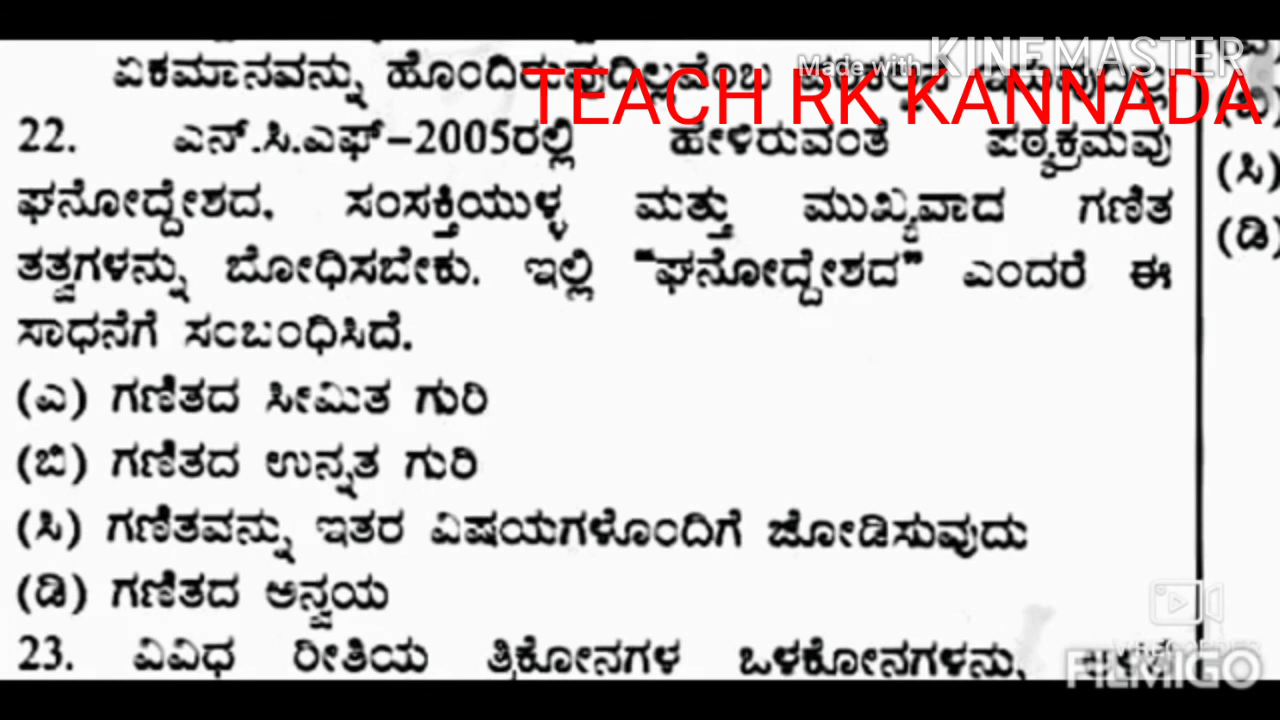 Made with KINEMASTER
TEACH RK KANNADA
ಏಕಮಾನವನ್ನು ಹೊಂದಿರುವುದಿಲ್ಲವೆಂಬ
22. ಎನ್.ಸಿ.ಎಫ್–2005ರಲ್ಲಿ ಹೇಳಿರುವಂತೆ ಪಠ್ಯಕ್ರಮವು
ಘನೋದ್ದೇಶದ, ಸಂಸಕ್ತಿಯುಳ್ಳ ಮತ್ತು ಮುಖ್ಯವಾದ ಗಣಿತ
ತತ್ವಗಳನ್ನು ಬೋಧಿಸಬೇಕು. ಇಲ್ಲಿ "ಘನೋದ್ದೇಶದ" ಎಂದರೆ ಈ
ಸಾಧನೆಗೆ ಸಂಬಂಧಿಸಿದೆ.
(ಎ) ಗಣಿತದ ಸೀಮಿತ ಗುರಿ
(ಬಿ) ಗಣಿತದ ಉನ್ನತ ಗುರಿ
(ಸಿ) ಗಣಿತವನ್ನು ಇತರ ವಿಷಯಗಳೊಂದಿಗೆ ಜೋಡಿಸುವುದು
(ಡಿ) ಗಣಿತದ ಅನ್ವಯ
23. ವಿವಿಧ ರೀತಿಯ ತ್ರಿಕೋನಗಳ ಒಳಕೋನಗಳನ್ನು
(ಸಿ)
(ಡಿ)
FILMIGO